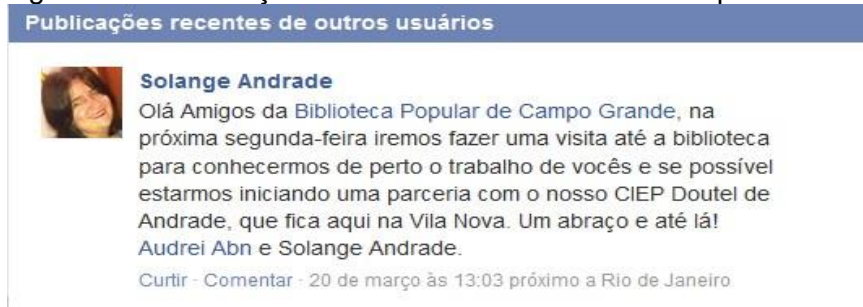 Publicações recentes de outros usuários
Solange Andrade
Olá Amigos da Biblioteca Popular de Campo Grande, na
próxima segunda-feira iremos fazer uma visita até a biblioteca
para conhecermos de perto o trabalho de vocês e se possível
estarmos iniciando uma parceria com o nosso CIEP Doutel de
Andrade, que fica aqui na Vila Nova. Um abraço e até lá!
Audrei Abn e Solange Andrade.
Curtir · Comentar · 20 de março às 13:03 próximo a Rio de Janeiro